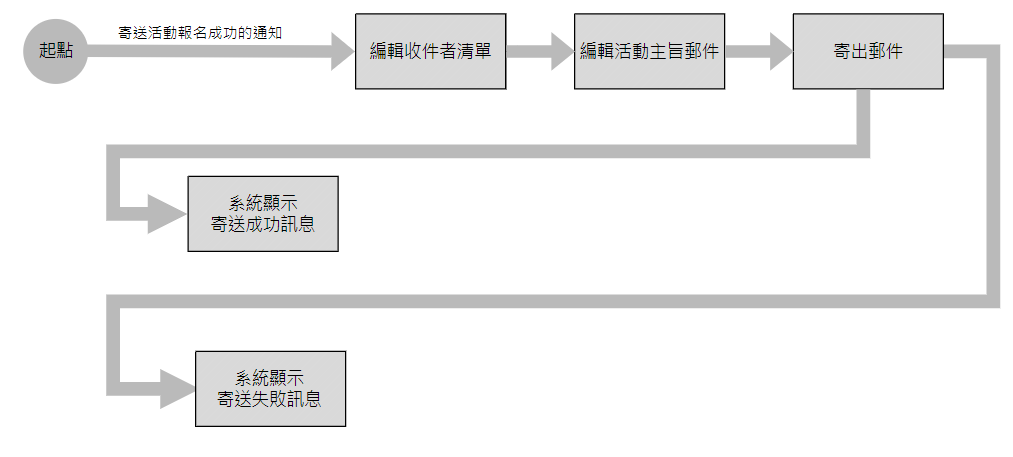 起點
寄送活動報名成功的通知
編輯收件者清單
編輯活動主旨郵件
寄出郵件
系統顯示
寄送成功訊息
系統顯示
寄送失敗訊息